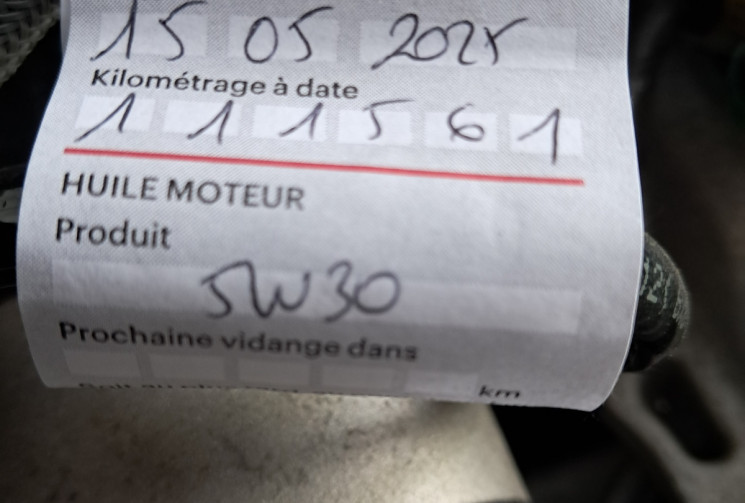 15 05 2025
Kilométrage à date
1 1 1 5 6 1
HUILE MOTEUR
Produit
5W30
Prochaine vidange dans
km